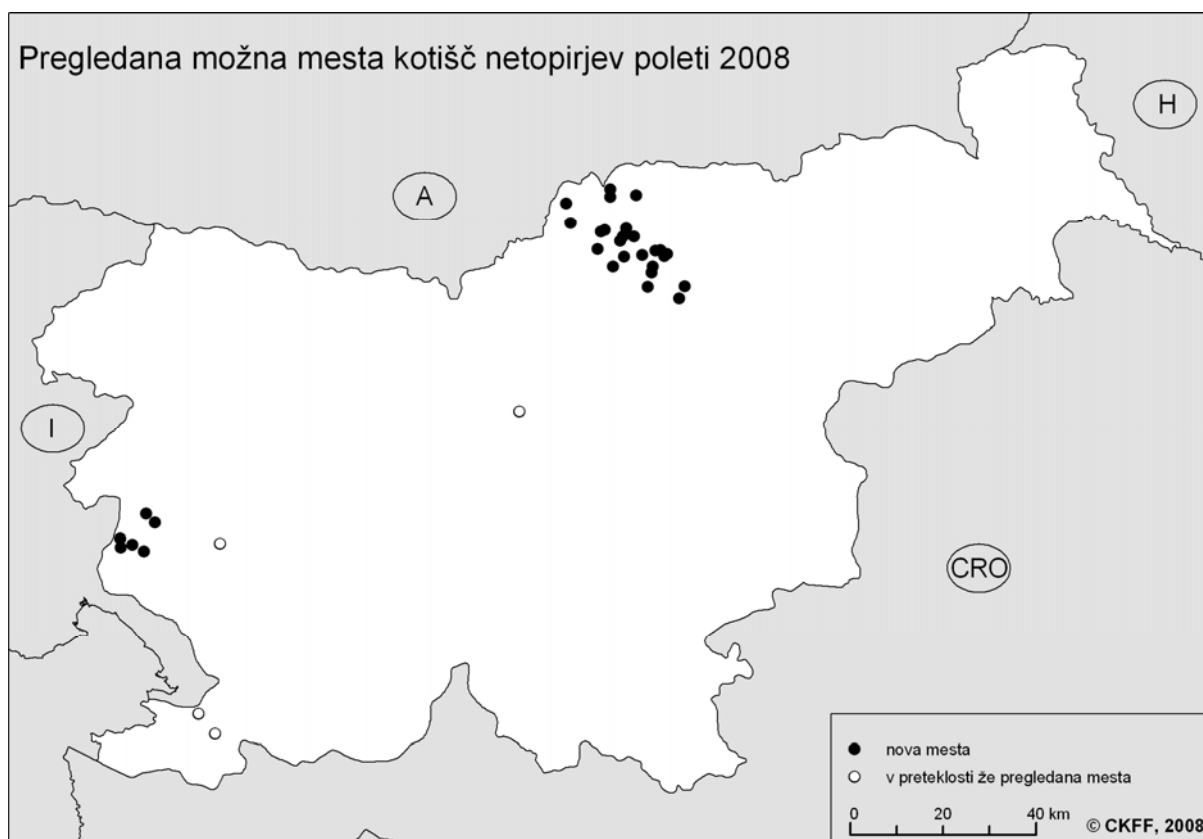 Pregledana možna mesta kotišč netopirjev poleti 2008
H
A
I
CRO
nova mesta
v preteklosti že pregledana mesta
0 20 40 km
© CKFF, 2008